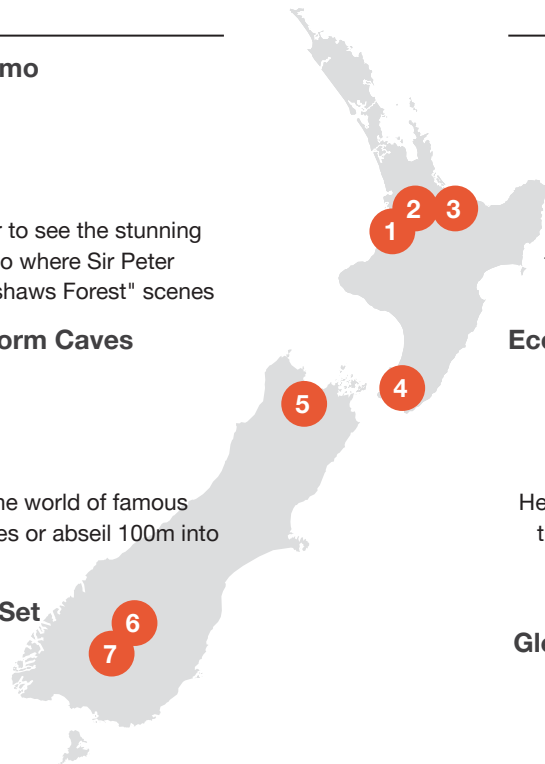 mo
r to see the stunning
o where Sir Peter
shaws Forest" scenes
orm Caves
ne world of famous
es or abseil 100m into
Set
2
3
1
4
5
6
7
Ec
He
t
Gl